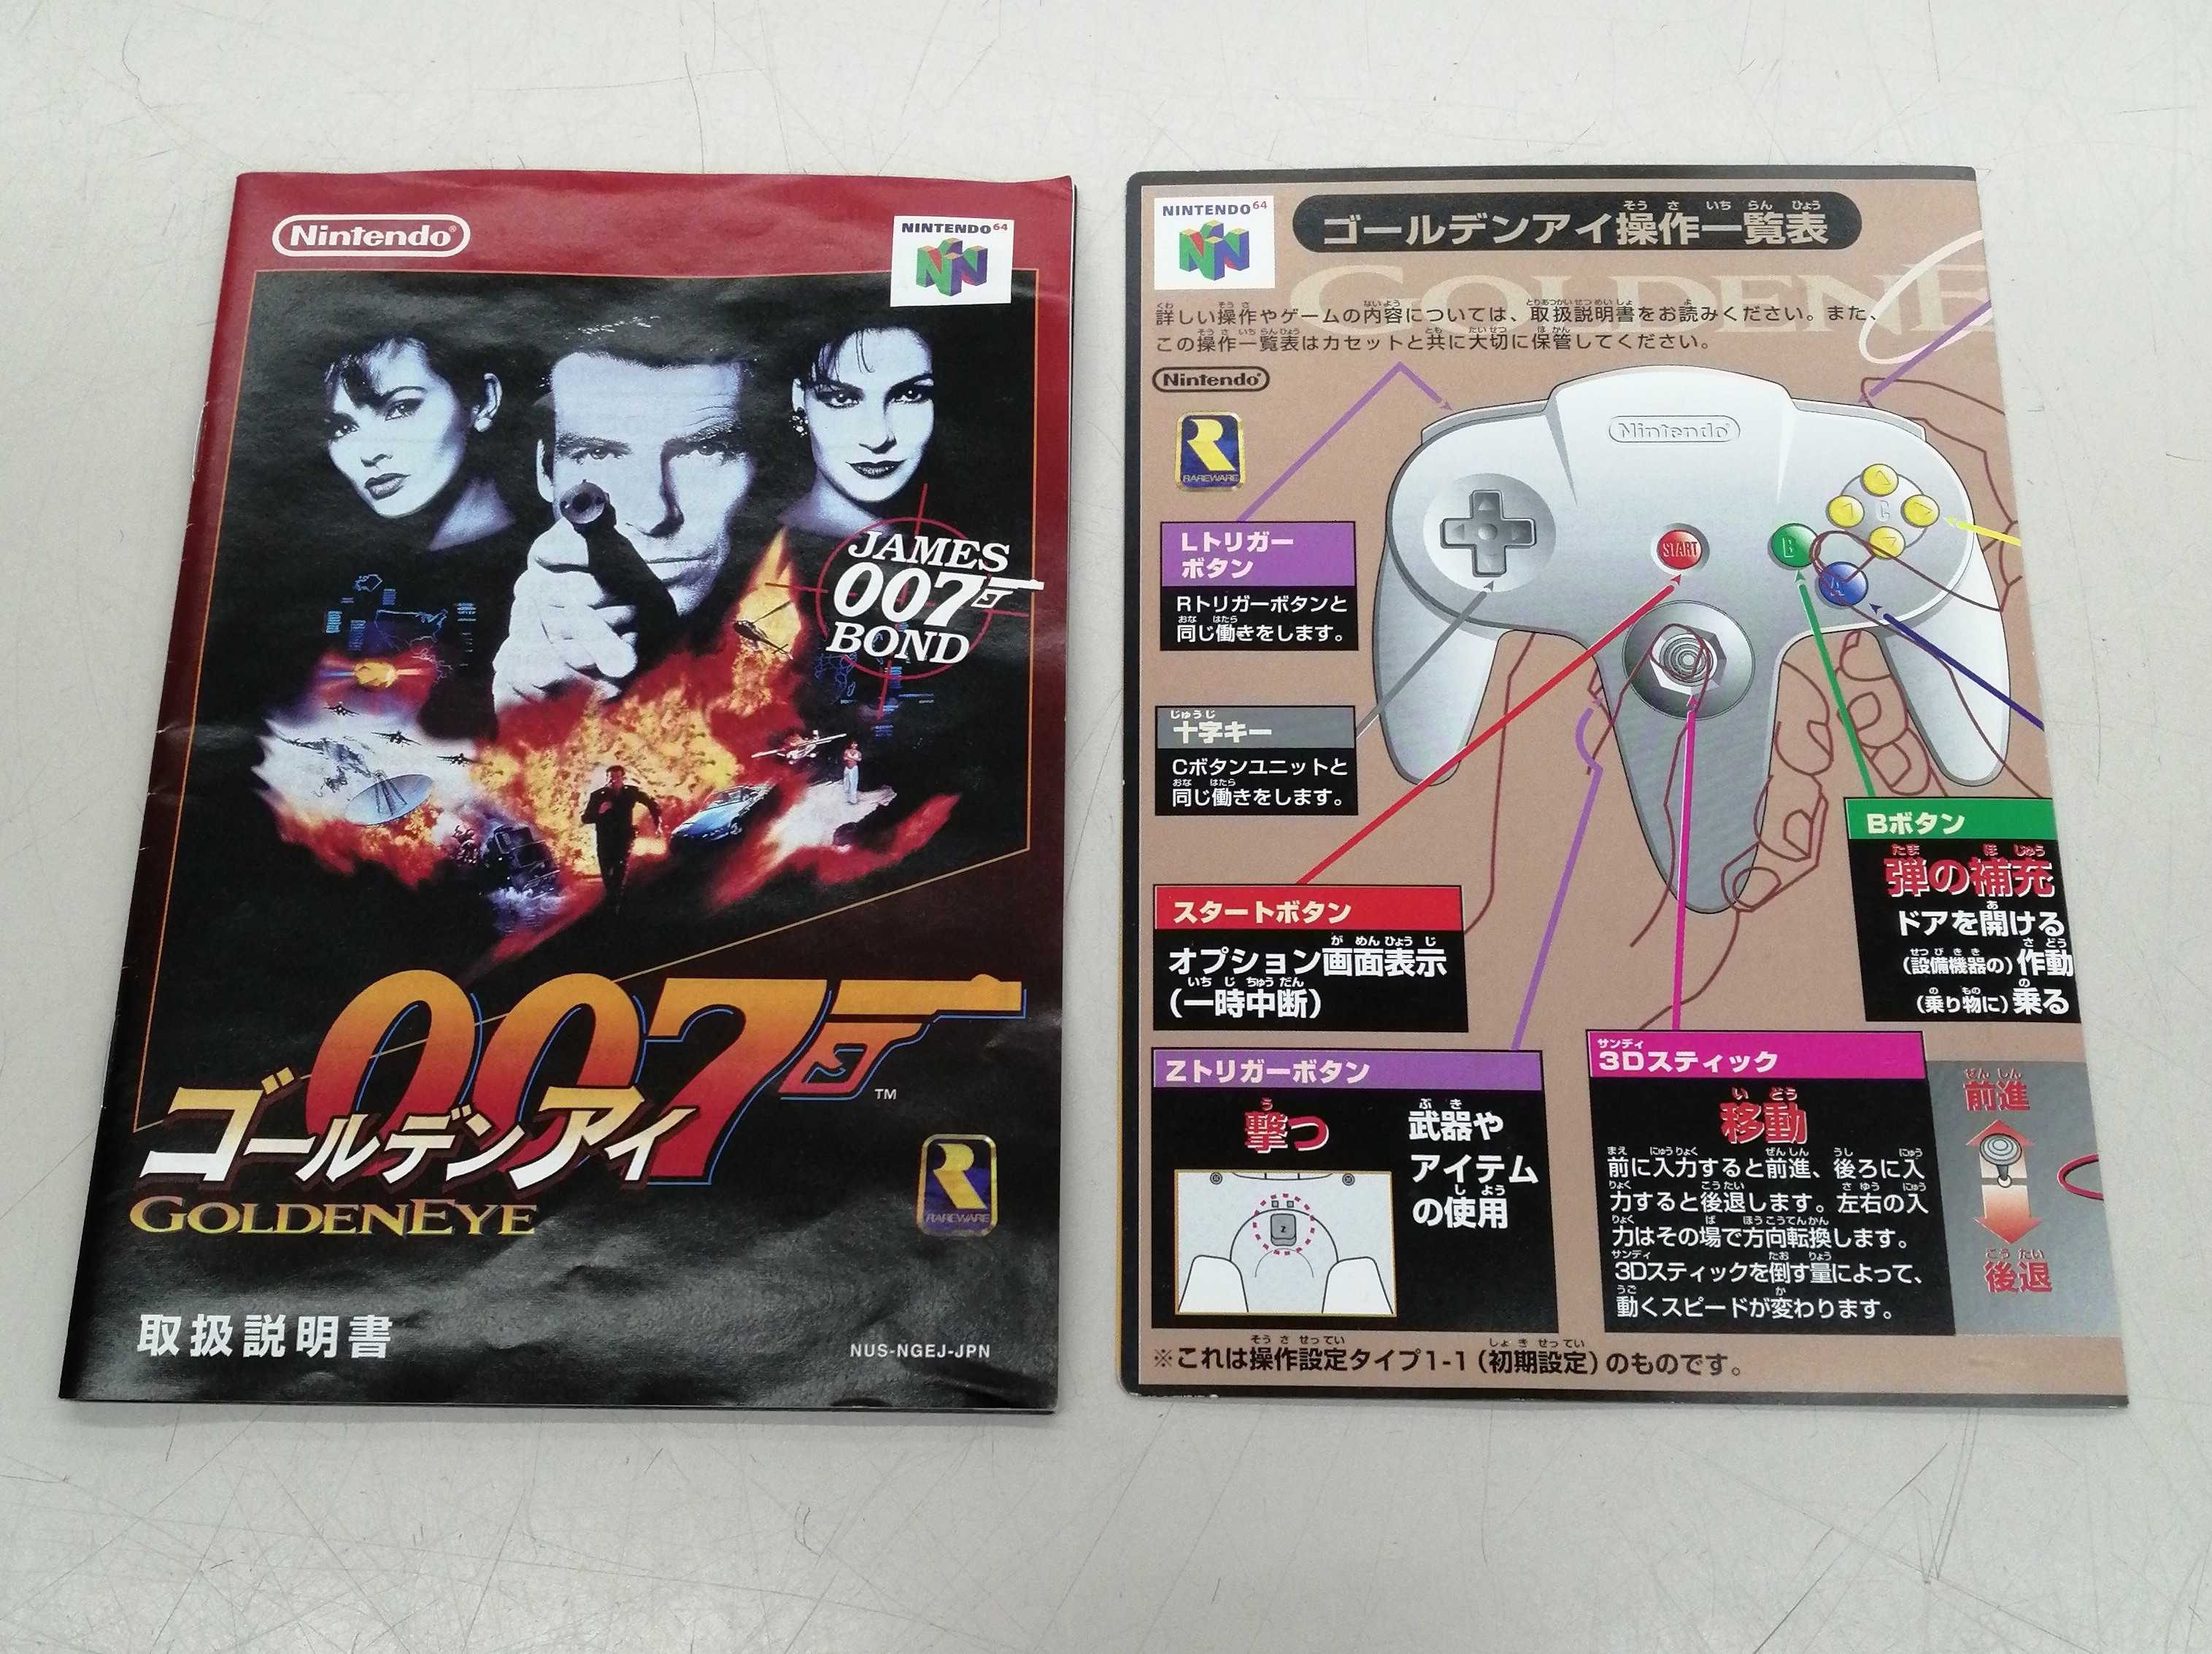 Nintendo
NINTENDO 64
JAMES
007
BOND
007
TM
ゴールデンアイ
GOLDENEYE
RAREWARE
取扱説明書
NUS-NGEJ-JPN
NINTENDO 64
ゴールデンアイ操作一覧表
GOLDENE
詳しい操作やゲームの内容については、取扱説明書をお読みください。また、
この操作一覧表はカセットと共に大切に保管してください。
Nintendo
RAREWARE
Nintendo
START
B
A
C
Lトリガー
ボタン
Rトリガーボタンと
同じ働きをします。
十字キー
Cボタンユニットと
同じ働きをします。
スタートボタン
オプション画面表示
(一時中断)
Bボタン
弾の補充
ドアを開ける
(設備機器の)作動
(乗り物に)乗る
Zトリガーボタン
撃つ
武器や
アイテム
の使用
Z
3Dスティック
移動
前に入力すると前進、後ろに入
力すると後退します。左右の入
力はその場で方向転換します。
3Dスティックを倒す量によって、
動くスピードが変わります。
前進
後退
※これは操作設定タイプ1-1(初期設定)のものです。